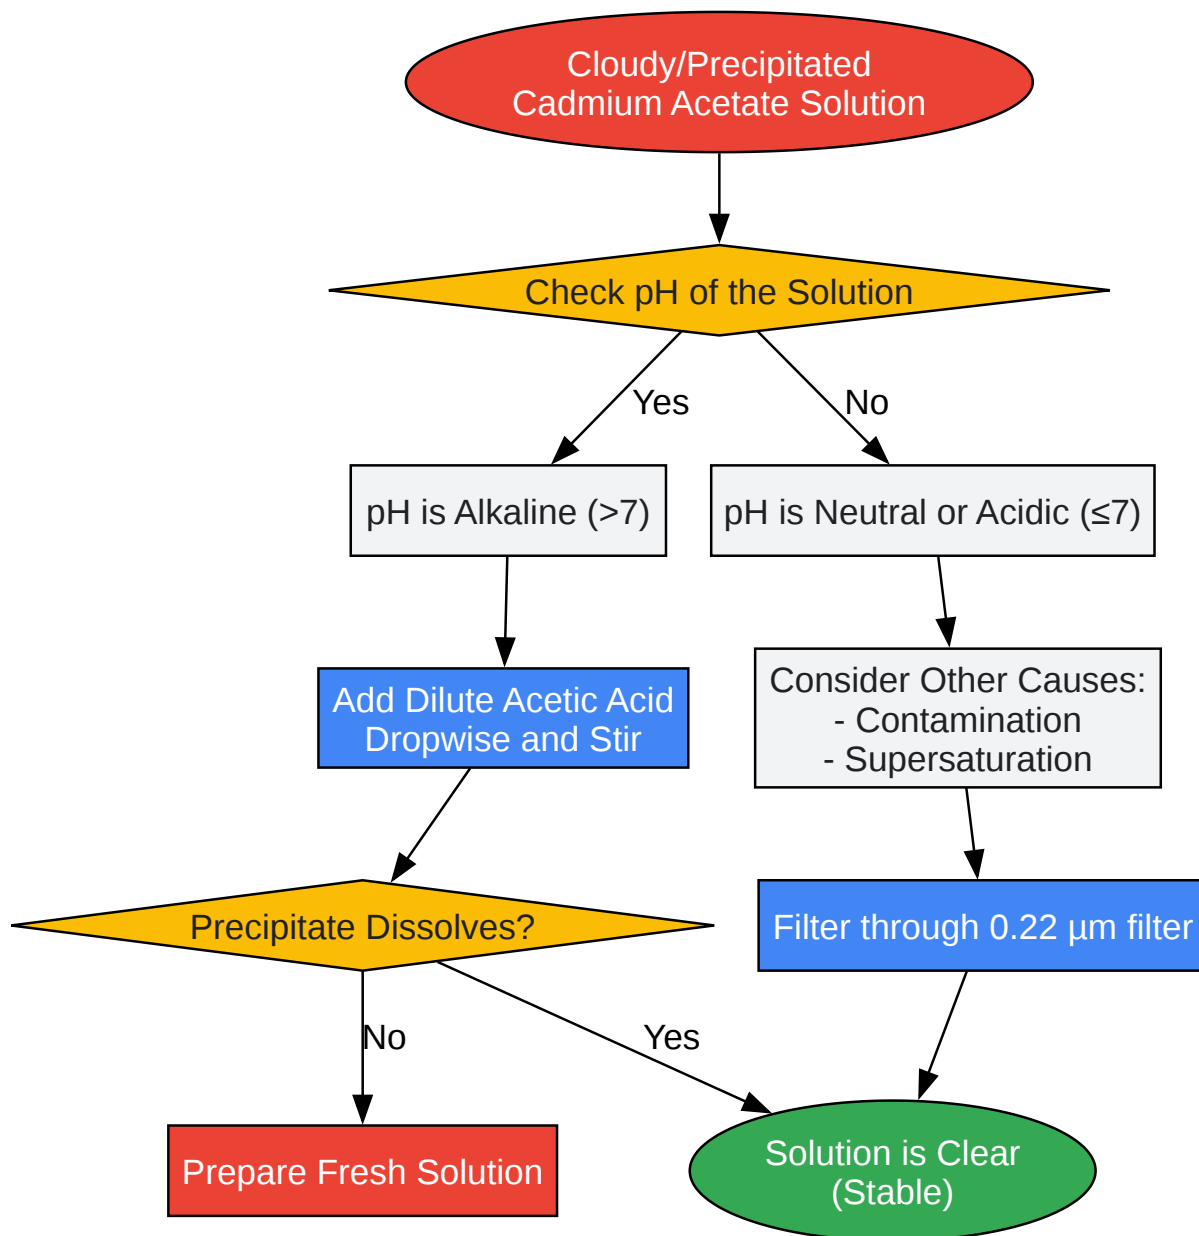 Cloudy/Precipitated
Cadmium Acetate Solution
Check pH of the Solution
Yes
No
pH is Alkaline (>7)
pH is Neutral or Acidic (≤7)
Add Dilute Acetic Acid
Dropwise and Stir
Consider Other Causes:
- Contamination
- Supersaturation
Precipitate Dissolves?
Filter through 0.22 µm filter
No
Yes
Prepare Fresh Solution
Solution is Clear
(Stable)